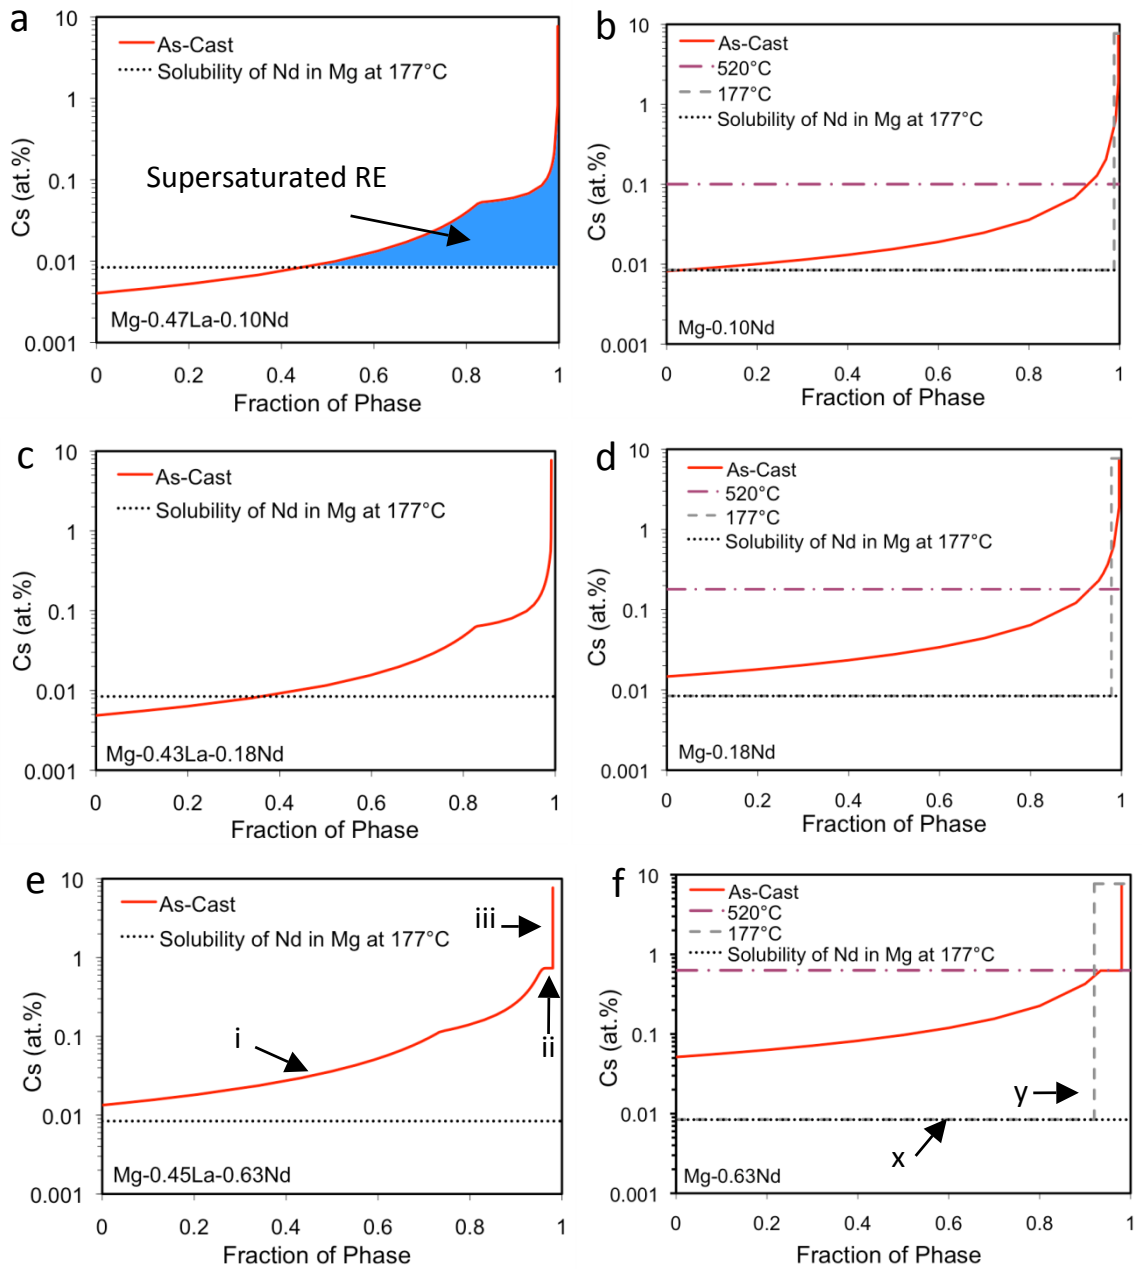 a
10
1
0.1
0.01
0.001
Cs (at.%)
As-Cast
Solubility of Nd in Mg at 177°C
Supersaturated RE
Mg-0.47La-0.10Nd
0 0.2 0.4 0.6 0.8 1
Fraction of Phase
b
10
1
0.1
0.01
0.001
Cs (at.%)
As-Cast
520°C
177°C
Solubility of Nd in Mg at 177°C
Mg-0.10Nd
0 0.2 0.4 0.6 0.8 1
Fraction of Phase
c
10
1
0.1
0.01
0.001
Cs (at.%)
As-Cast
Solubility of Nd in Mg at 177°C
Mg-0.43La-0.18Nd
0 0.2 0.4 0.6 0.8 1
Fraction of Phase
d
10
1
0.1
0.01
0.001
Cs (at.%)
As-Cast
520°C
177°C
Solubility of Nd in Mg at 177°C
Mg-0.18Nd
0 0.2 0.4 0.6 0.8 1
Fraction of Phase
e
10
1
0.1
0.01
0.001
Cs (at.%)
As-Cast
Solubility of Nd in Mg at 177°C
iii
ii
i
Mg-0.45La-0.63Nd
0 0.2 0.4 0.6 0.8 1
Fraction of Phase
f
10
1
0.1
0.01
0.001
Cs (at.%)
As-Cast
520°C
177°C
Solubility of Nd in Mg at 177°C
y
x
Mg-0.63Nd
0 0.2 0.4 0.6 0.8 1
Fraction of Phase